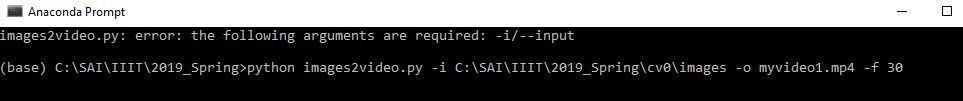 Anaconda Prompt
images2video.py: error: the following arguments are required: -i/--input
(base) C:\SAI\IIIT\2019_Spring>python images2video.py -i C:\SAI\IIIT\2019_Spring\cv0\images -o myvideo1.mp4 -f 30